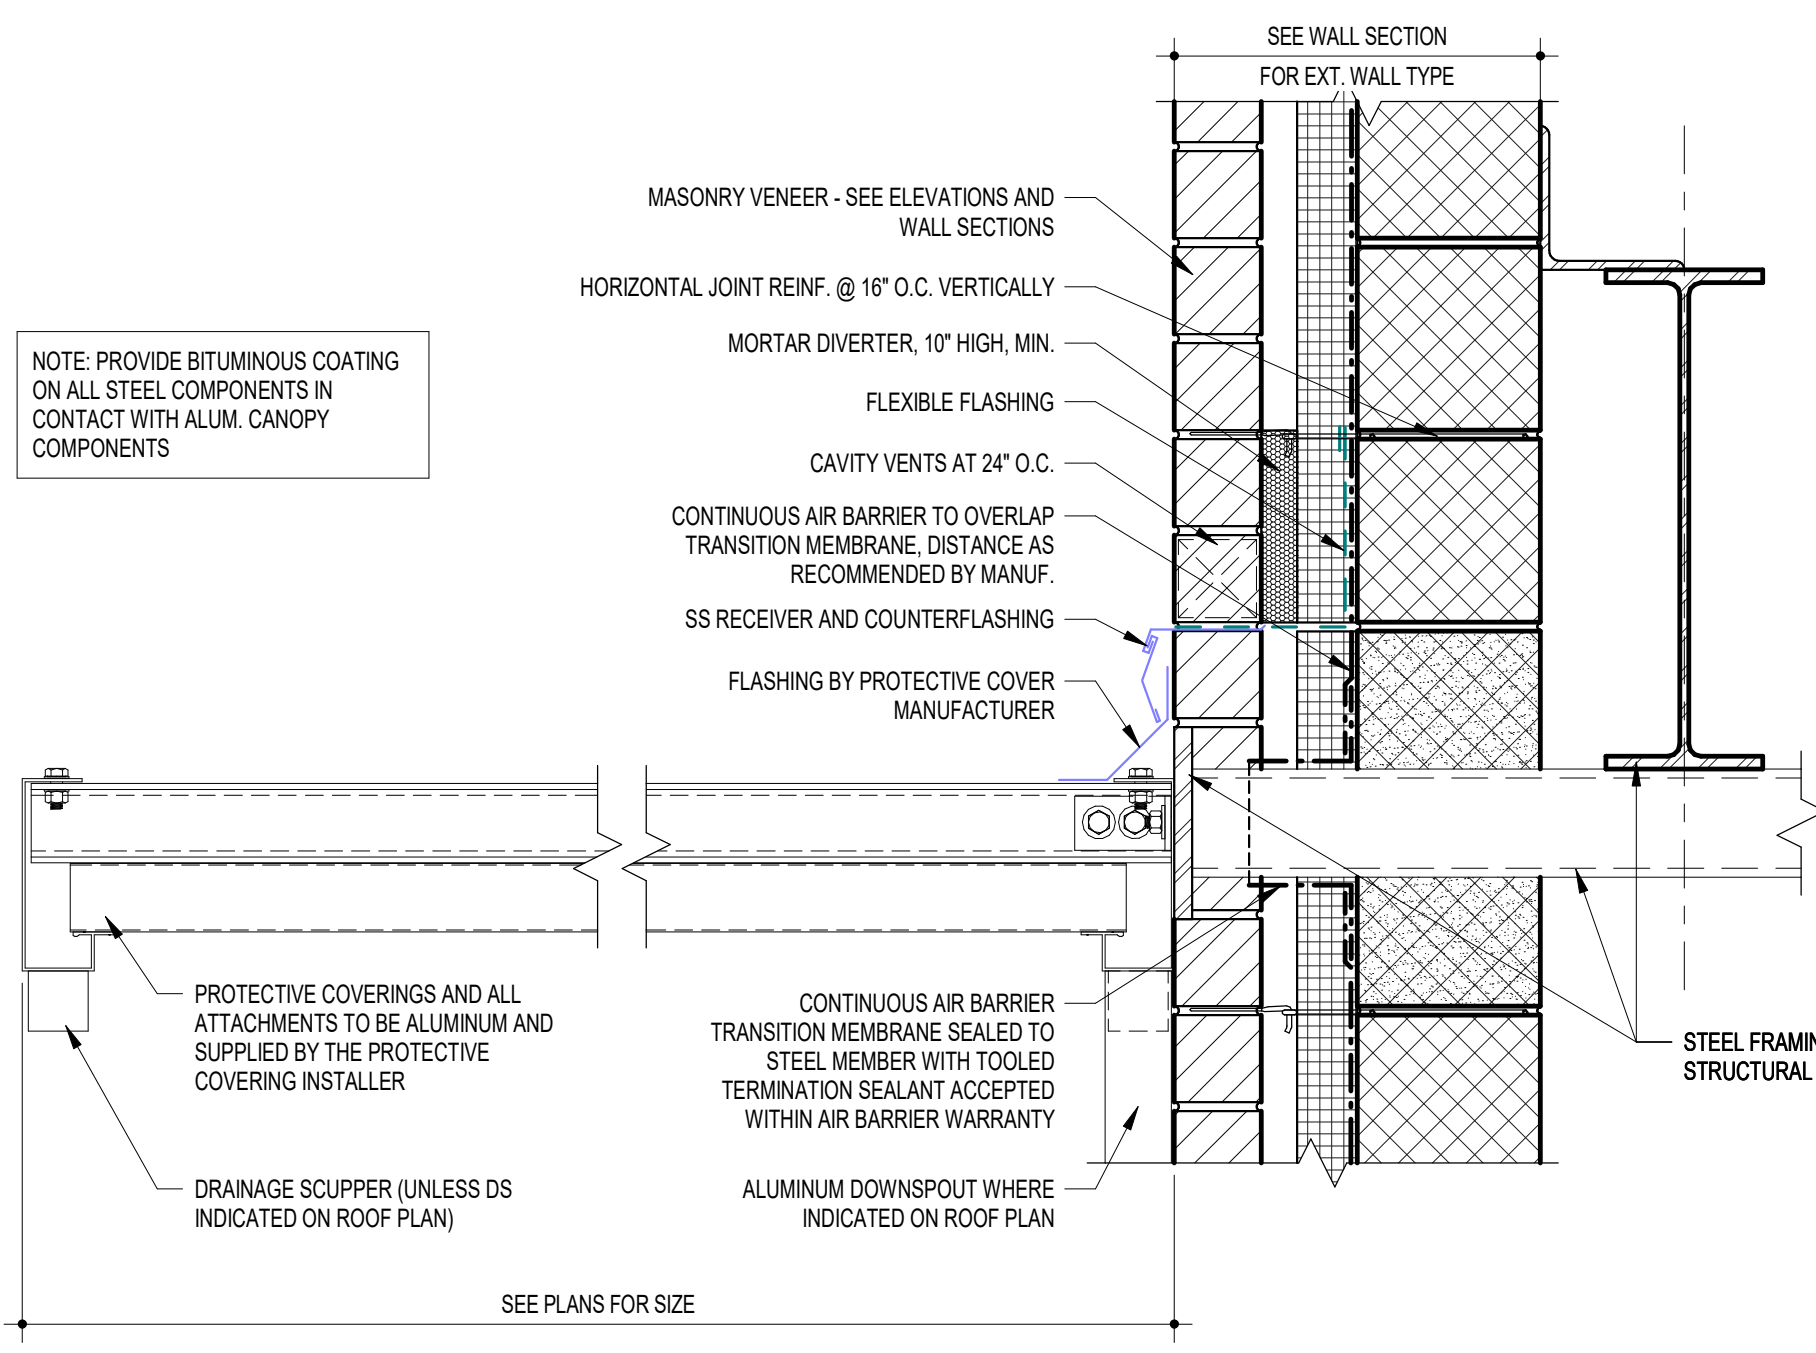 SEE WALL SECTION
FOR EXT. WALL TYPE
MASONRY VENEER - SEE ELEVATIONS AND
WALL SECTIONS
HORIZONTAL JOINT REINF. @ 16" O.C. VERTICALLY
MORTAR DIVERTER, 10" HIGH, MIN.
NOTE: PROVIDE BITUMINOUS COATING
ON ALL STEEL COMPONENTS IN
CONTACT WITH ALUM. CANOPY
COMPONENTS
FLEXIBLE FLASHING
CAVITY VENTS AT 24" O.C.
CONTINUOUS AIR BARRIER TO OVERLAP
TRANSITION MEMBRANE, DISTANCE AS
RECOMMENDED BY MANUF.
SS RECEIVER AND COUNTERFLASHING
FLASHING BY PROTECTIVE COVER
MANUFACTURER
PROTECTIVE COVERINGS AND ALL
ATTACHMENTS TO BE ALUMINUM AND
SUPPLIED BY THE PROTECTIVE
COVERING INSTALLER
CONTINUOUS AIR BARRIER
TRANSITION MEMBRANE SEALED TO
STEEL MEMBER WITH TOOLED
TERMINATION SEALANT ACCEPTED
WITHIN AIR BARRIER WARRANTY
STEEL FRAMIN
STRUCTURAL
DRAINAGE SCUPPER (UNLESS DS
INDICATED ON ROOF PLAN)
ALUMINUM DOWNSPOUT WHERE
INDICATED ON ROOF PLAN
SEE PLANS FOR SIZE